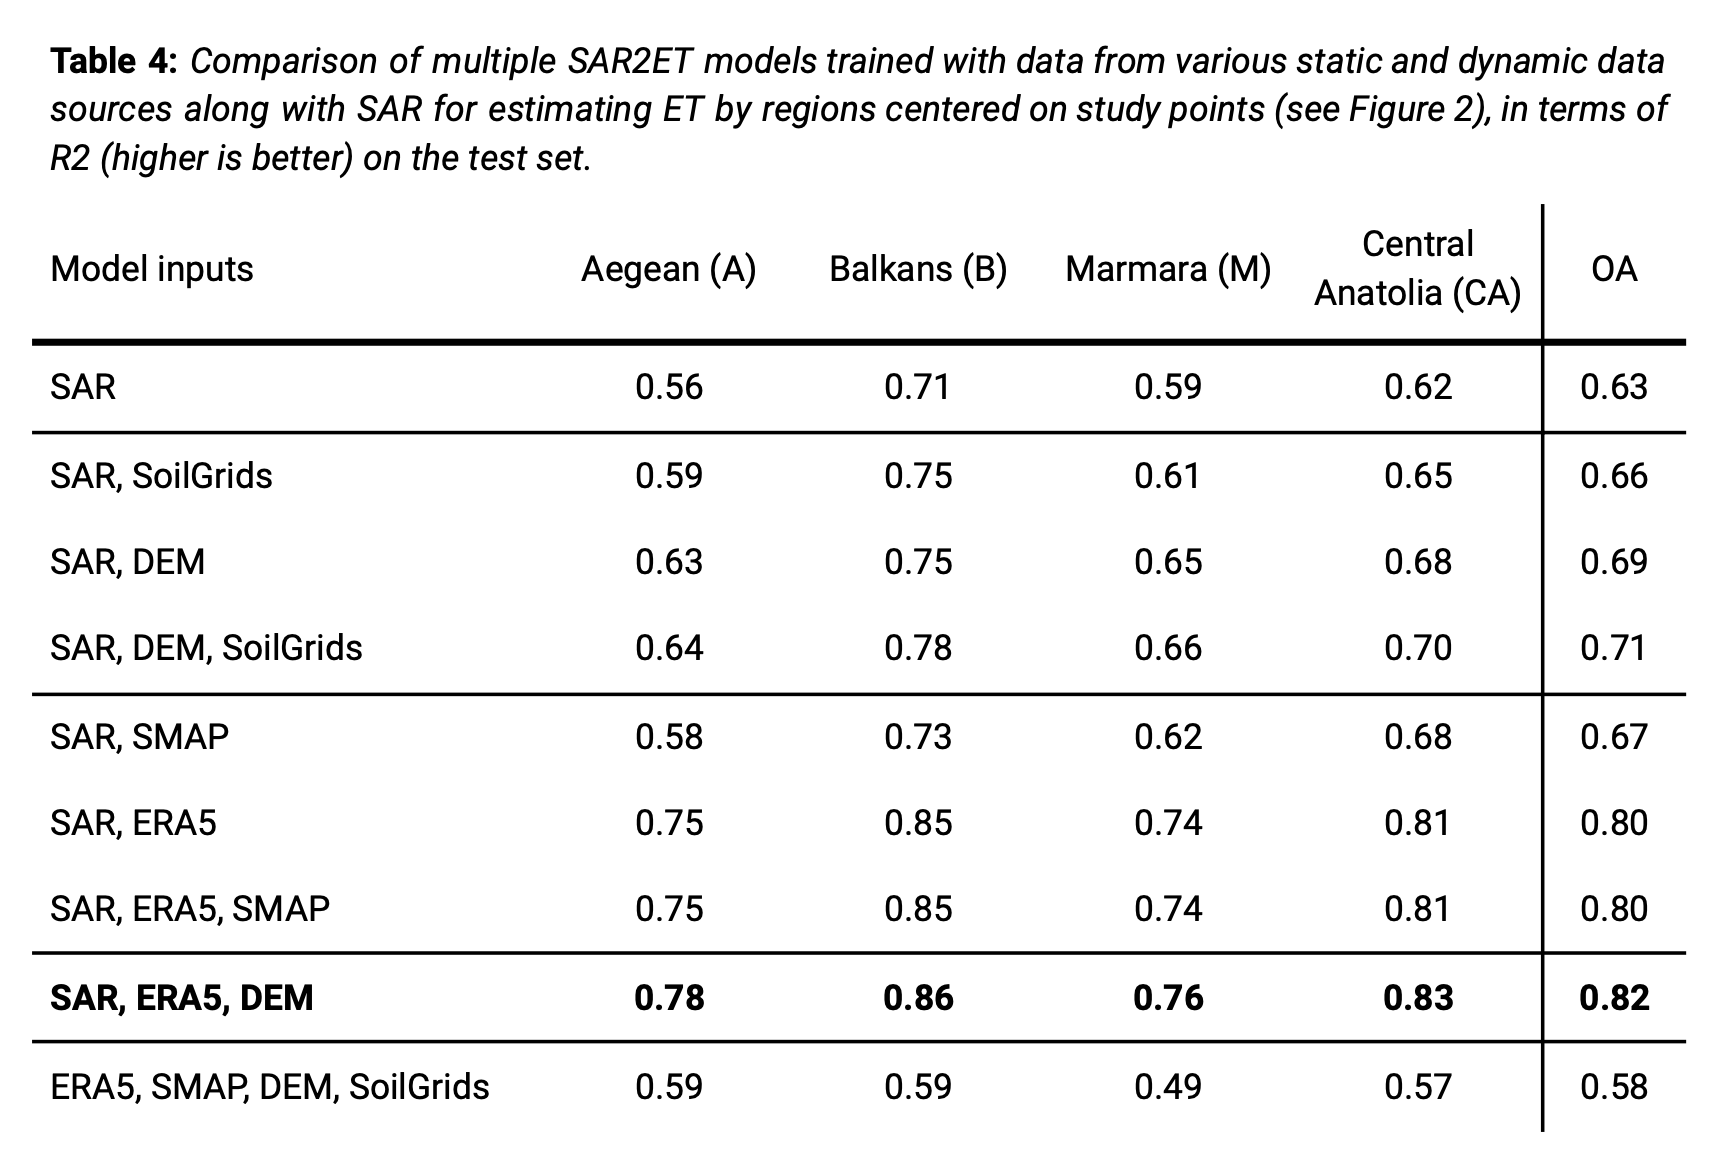 Table 4: Comparison of multiple SAR2ET models trained with data from various static and dynamic data
sources along with SAR for estimating ET by regions centered on study points (see Figure 2), in terms of
R2 (higher is better) on the test set.
Model inputs Aegean (A) Balkans (B) Marmara (M) Central Anatolia (CA) OA
SAR 0.56 0.71 0.59 0.62 0.63
SAR, SoilGrids 0.59 0.75 0.61 0.65 0.66
SAR, DEM 0.63 0.75 0.65 0.68 0.69
SAR, DEM, SoilGrids 0.64 0.78 0.66 0.70 0.71
SAR, SMAP 0.58 0.73 0.62 0.68 0.67
SAR, ERA5 0.75 0.85 0.74 0.81 0.80
SAR, ERA5, SMAP 0.75 0.85 0.74 0.81 0.80
SAR, ERA5, DEM 0.78 0.86 0.76 0.83 0.82
ERA5, SMAP, DEM, SoilGrids 0.59 0.59 0.49 0.57 0.58